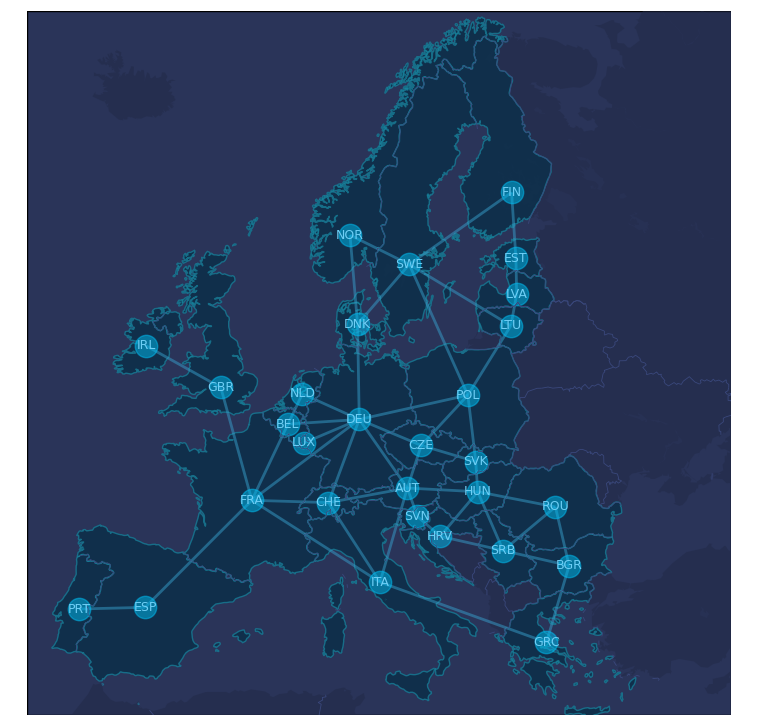 FIN
NOR
EST
SWE
LVA
DNK
LTU
IRL
GBR
NLD
POL
DEU
BEL
LUX
CZE
SVK
AUT
HUN
FRA
CHE
ROU
SVN
HRV
SRB
BGR
ITA
PRT
ESP
GRC